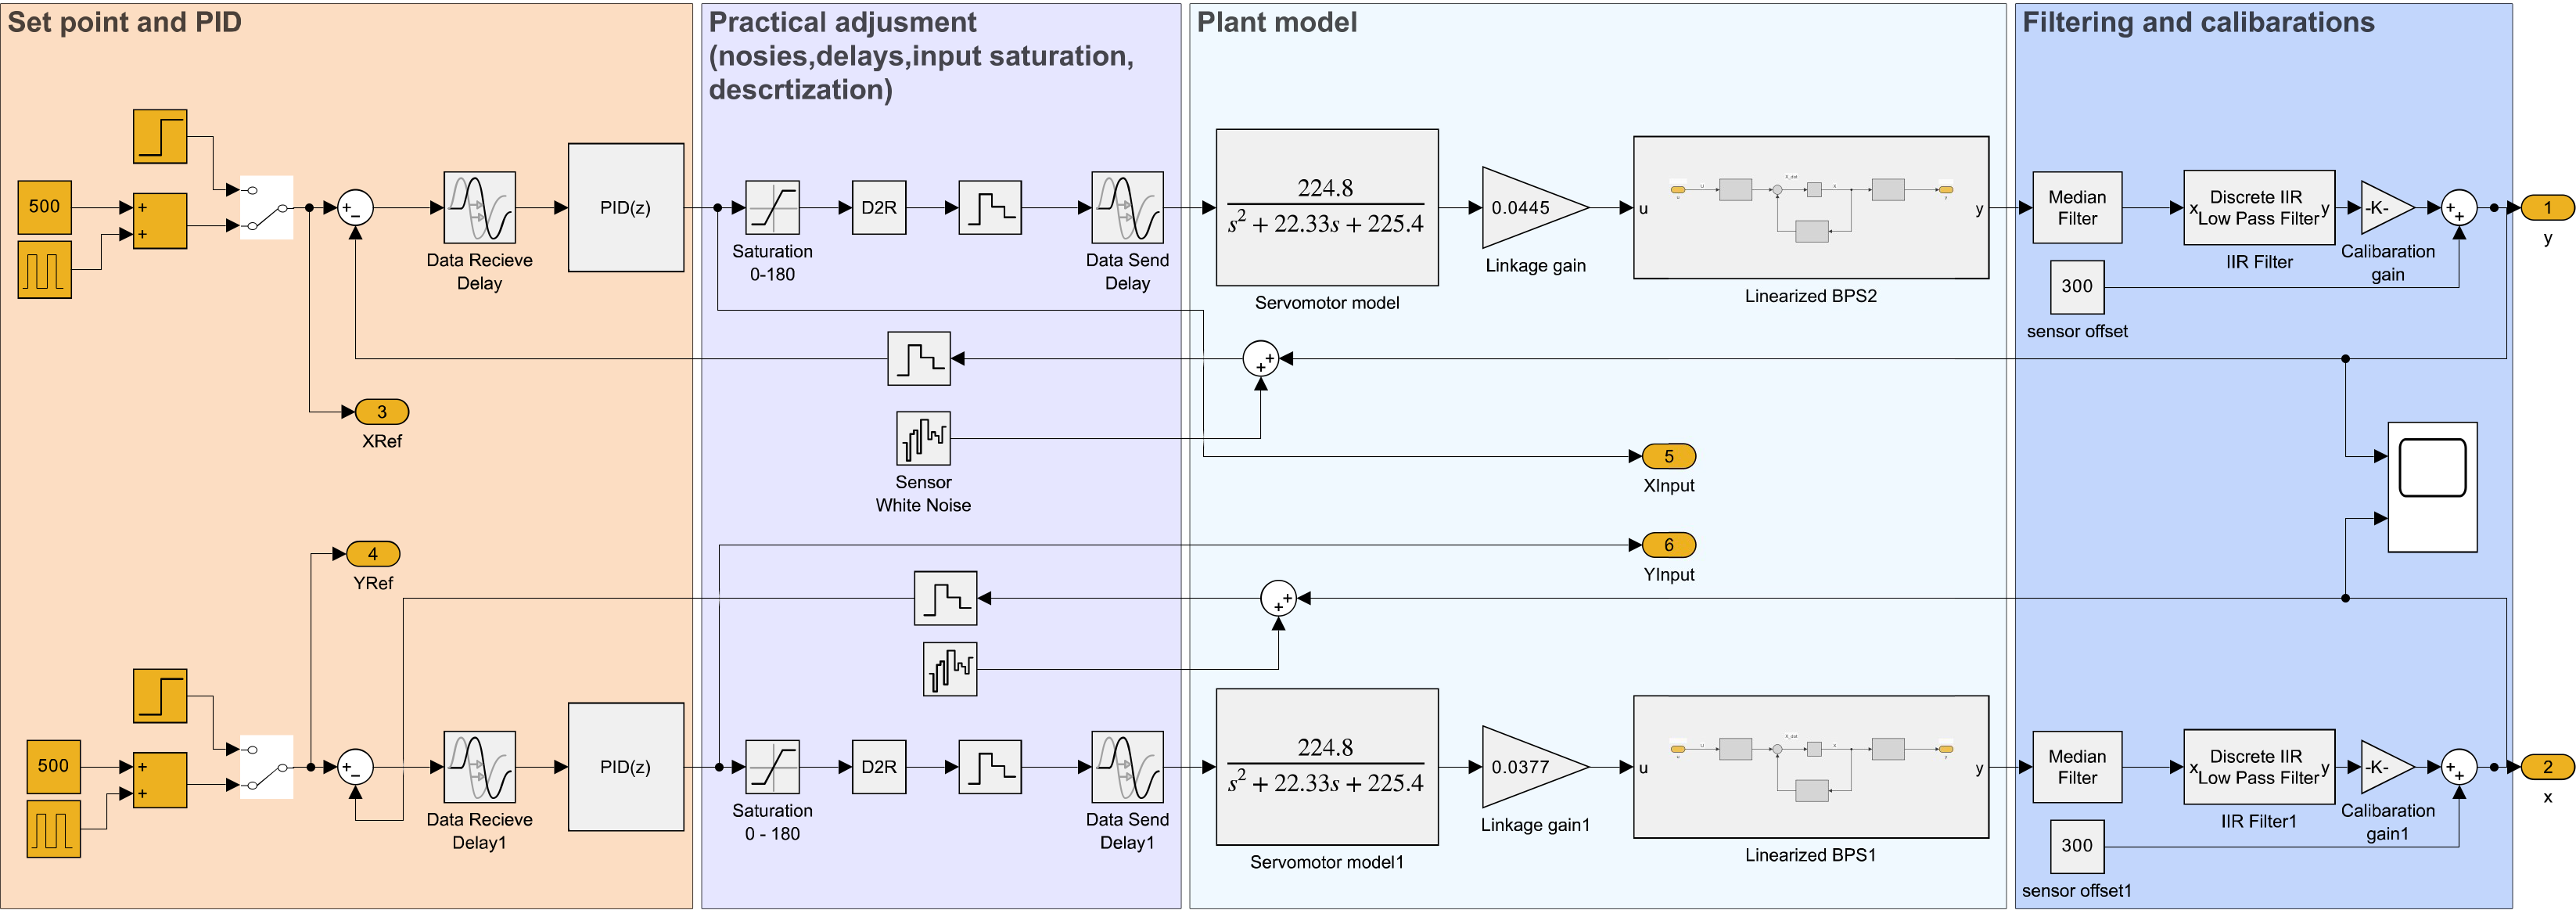 Set point and PID
Practical adjusment
(nosies,delays,input saturation,
descrtization)
Plant model
Filtering and calibarations
500
+
+
+
−
Data Recieve
Delay
PID(z)
Saturation
0-180
D2R
Data Send
Delay
224.8
s² + 22.33s + 225.4
Servomotor model
0.0445
Linkage gain
u
y
Linearized BPS2
Median
Filter
x
Discrete IIR
Low Pass Filter
y
IIR Filter
-K-
Calibaration
gain
+
+
1
y
300
sensor offset
+
+
3
XRef
Sensor
White Noise
5
XInput
4
YRef
6
YInput
+
+
500
+
+
+
−
Data Recieve
Delay1
PID(z)
Saturation
0 - 180
D2R
Data Send
Delay1
224.8
s² + 22.33s + 225.4
Servomotor model1
0.0377
Linkage gain1
u
y
Linearized BPS1
Median
Filter
x
Discrete IIR
Low Pass Filter
y
IIR Filter1
-K-
Calibaration
gain1
+
+
2
x
300
sensor offset1